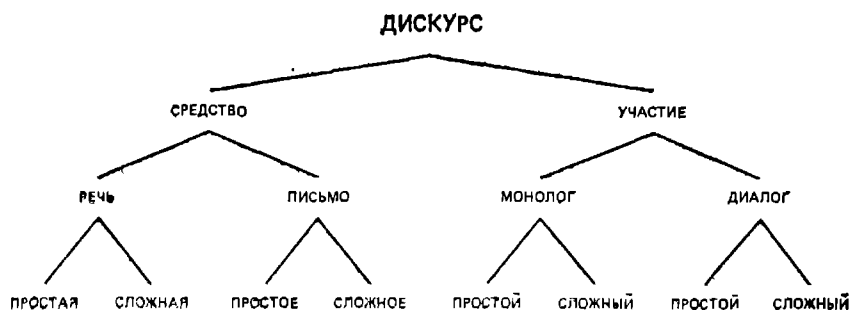 ДИСКУРС
СРЕДСТВО УЧАСТИЕ
РЕЧЬ ПИСЬМО МОНОЛОГ ДИАЛОГ
ПРОСТАЯ СЛОЖНАЯ ПРОСТОЕ СЛОЖНОЕ ПРОСТОЙ СЛОЖНЫЙ ПРОСТОЙ СЛОЖНЫЙ